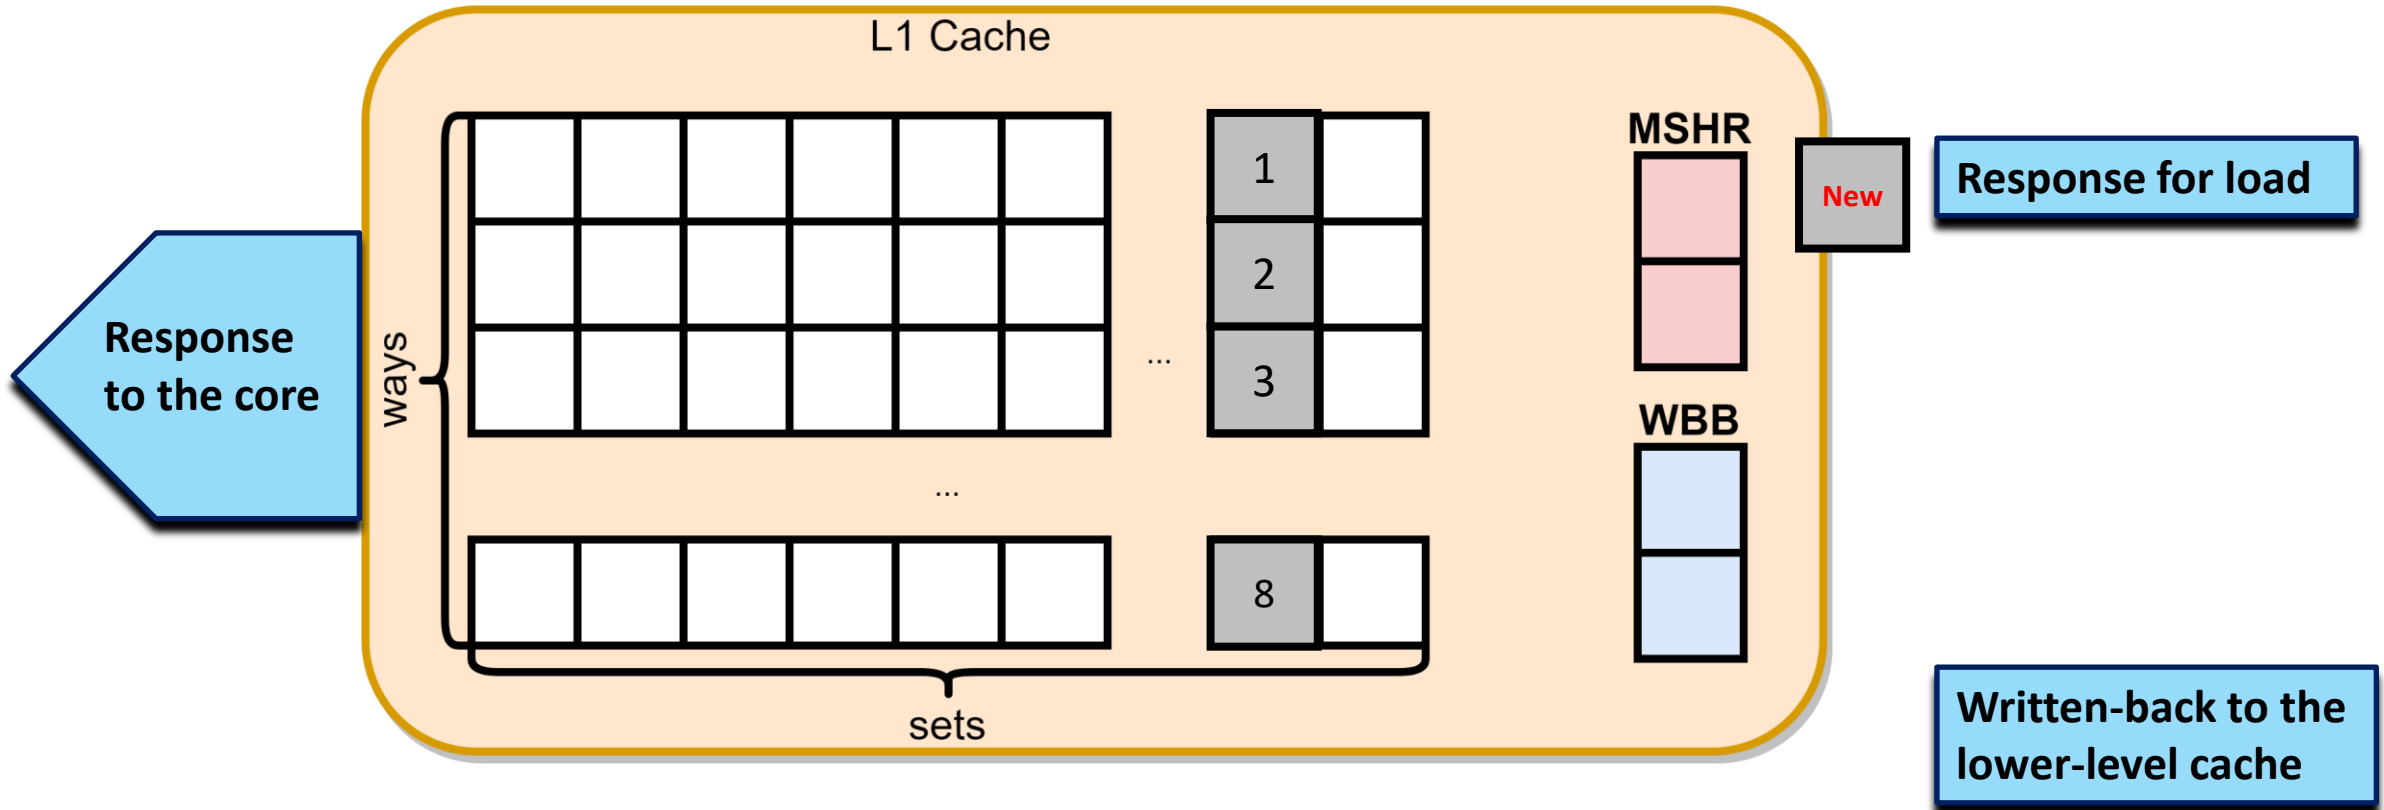 L1 Cache
Response
to the core
ways
1
2
3
...
...
8
sets
MSHR
WBB
New
Response for load
Written-back to the
lower-level cache